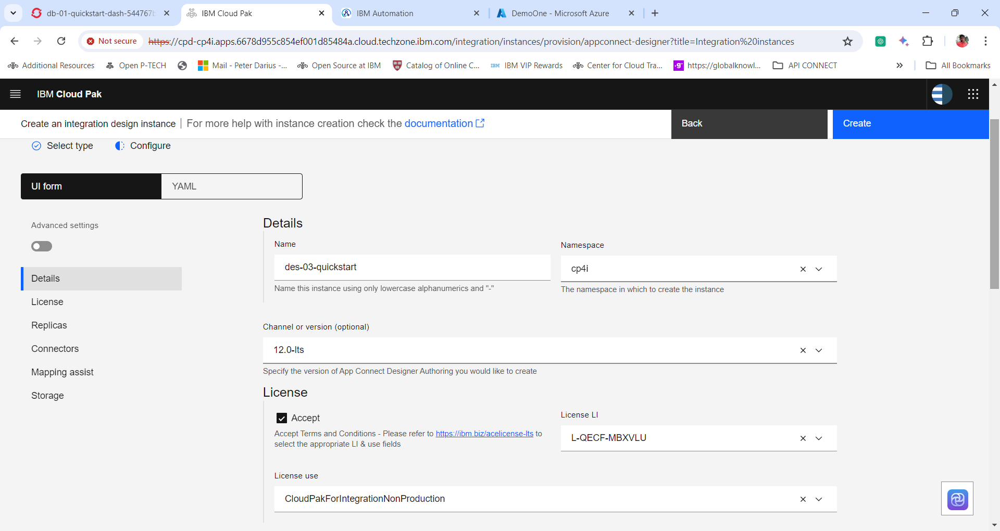 db-01-quickstart-dash-544767b
IBM Cloud Pak
IBM Automation
DemoOne - Microsoft Azure
Not secure
https://cpd-cp4i.apps.6678d955c854ef001d85484a.cloud.techzone.ibm.com/integration/instances/provision/appconnect-designer?title=Integration%20instances
Additional Resources
Open P-TECH
Mail - Peter Darius -...
Open Source at IBM
Catalog of Online C...
IBM VIP Rewards
Center for Cloud Tra...
https://globalknowl...
API CONNECT
All Bookmarks
IBM Cloud Pak
Create an integration design instance
For more help with instance creation check the documentation
Back
Create
Select type
Configure
UI form
YAML
Advanced settings
Details
License
Replicas
Connectors
Mapping assist
Storage
Details
Name
des-03-quickstart
Name this instance using only lowercase alphanumerics and "-"
Namespace
cp4i
The namespace in which to create the instance
Channel or version (optional)
12.0-lts
Specify the version of App Connect Designer Authoring you would like to create
License
Accept
Accept Terms and Conditions - Please refer to https://ibm.biz/acelicense-lts to
select the appropriate LI & use fields
License LI
L-QECF-MBXVLU
License use
CloudPakForIntegrationNonProduction